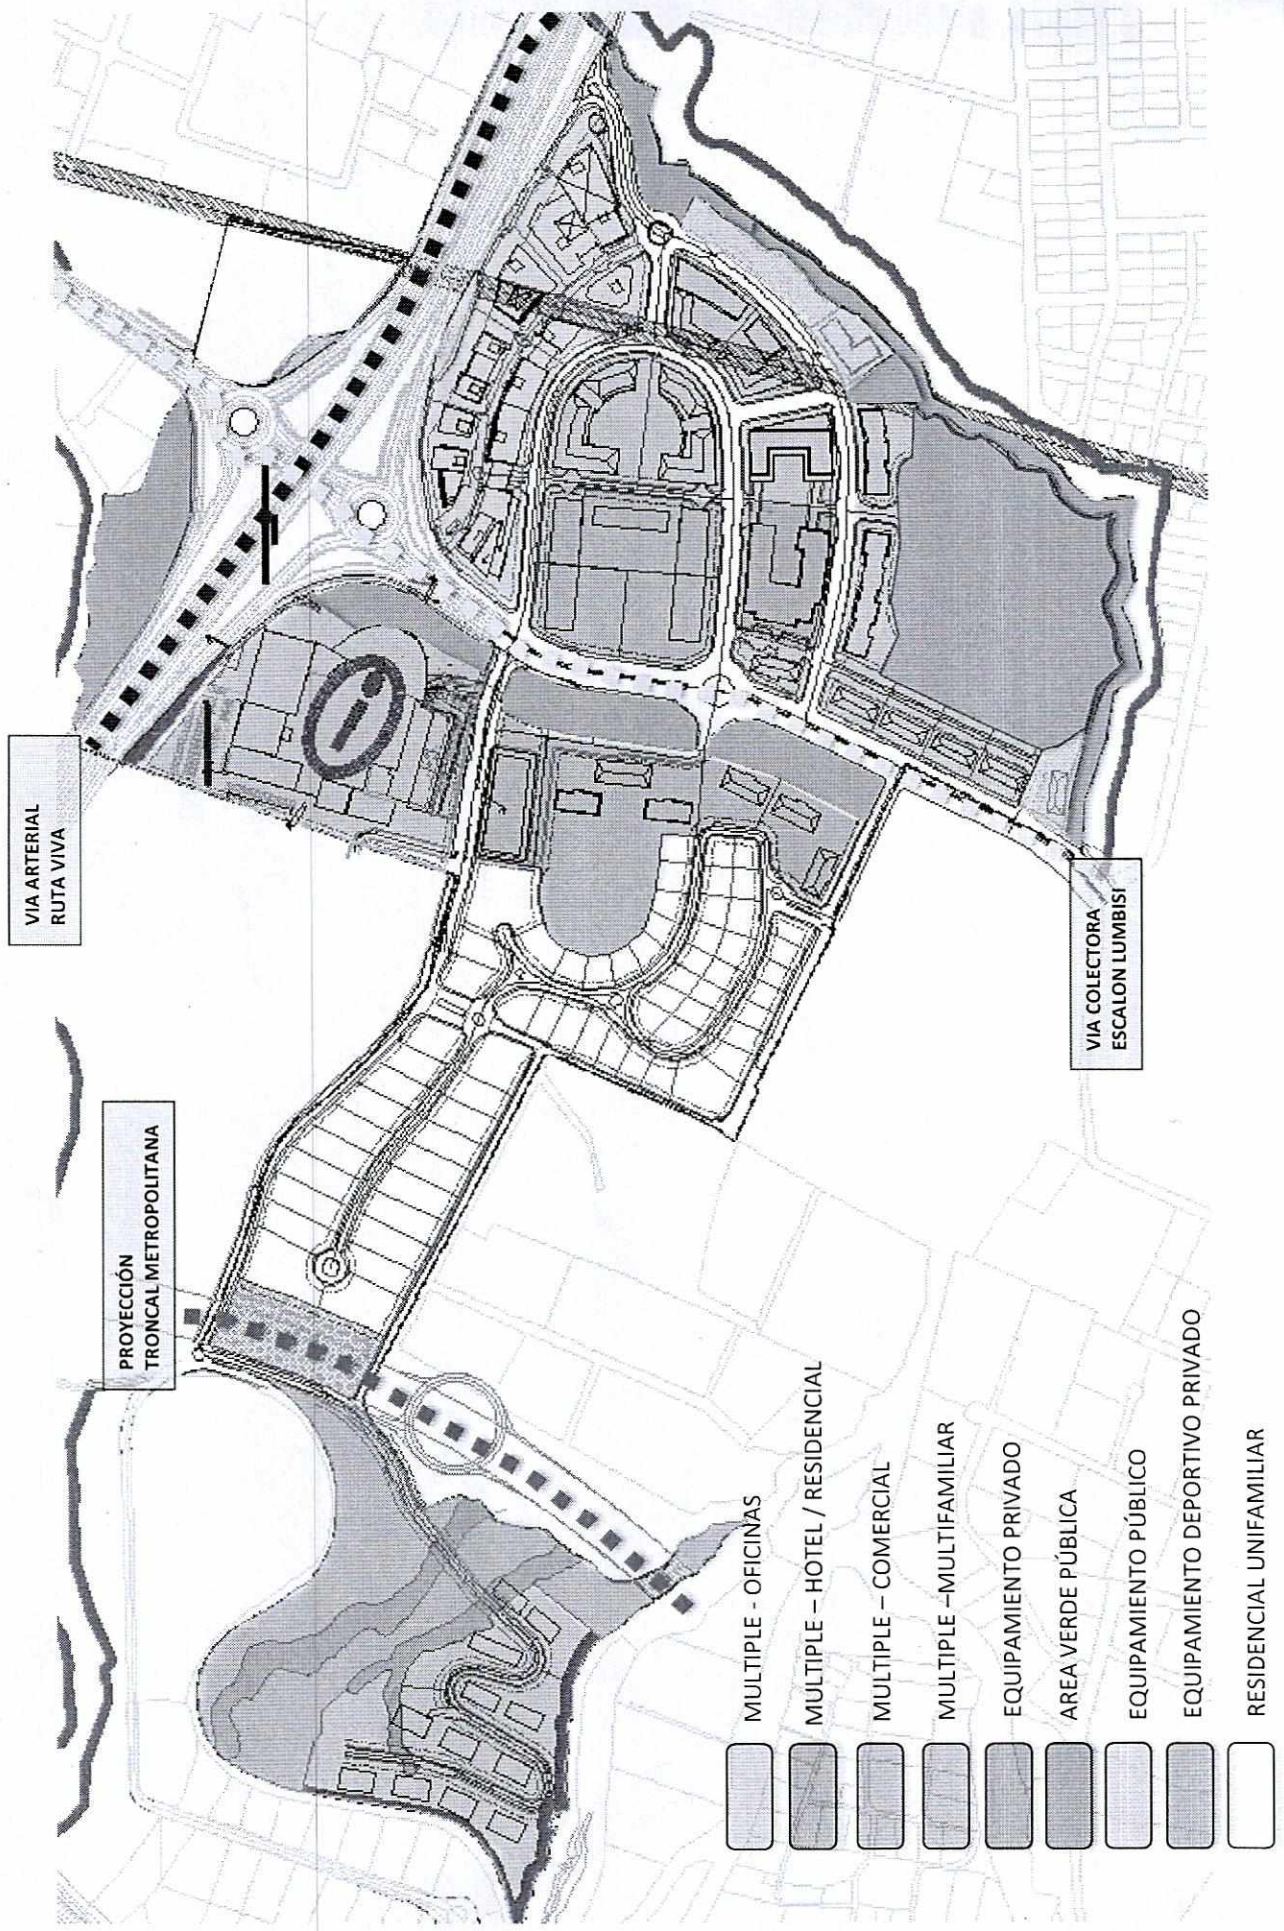 VIA ARTERIAL
RUTA VIVA
PROYECCIÓN
TRONCAL METROPOLITANA
VIA COLECTORA
ESCALON LUMBISI
MULTIPLE - OFICINAS
MULTIPLE – HOTEL / RESIDENCIAL
MULTIPLE – COMERCIAL
MULTIPLE –MULTIFAMILIAR
EQUIPAMIENTO PRIVADO
AREA VERDE PÚBLICA
EQUIPAMIENTO PÚBLICO
EQUIPAMIENTO DEPORTIVO PRIVADO
RESIDENCIAL UNIFAMILIAR